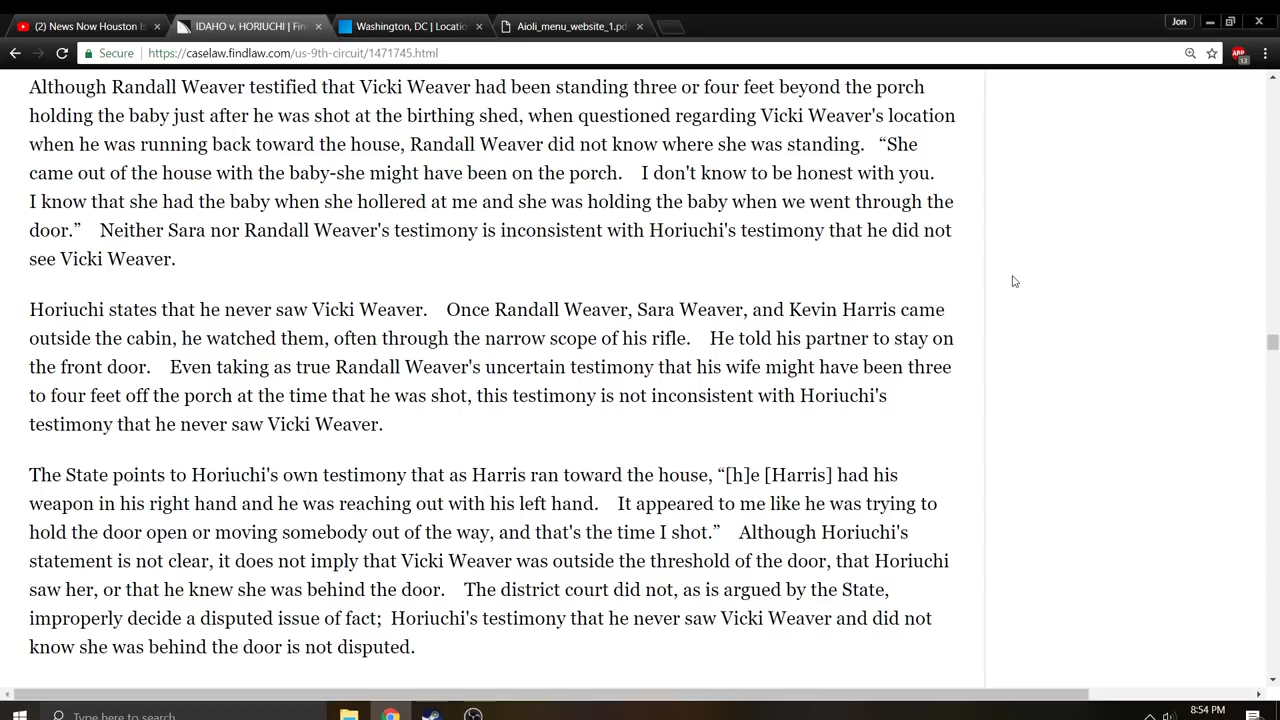 (2) News Now Houston Is
IDAHO v. HORIUCHI | Fin
Washington, DC | Locatio
Aioli_menu_website_1.pd
Jon
Secure
https://caselaw.findlaw.com/us-9th-circuit/1471745.html
ABP
13
Although Randall Weaver testified that Vicki Weaver had been standing three or four feet beyond the porch
holding the baby just after he was shot at the birthing shed, when questioned regarding Vicki Weaver's location
when he was running back toward the house, Randall Weaver did not know where she was standing. “She
came out of the house with the baby-she might have been on the porch. I don't know to be honest with you.
I know that she had the baby when she hollered at me and she was holding the baby when we went through the
door.” Neither Sara nor Randall Weaver's testimony is inconsistent with Horiuchi's testimony that he did not
see Vicki Weaver.
Horiuchi states that he never saw Vicki Weaver. Once Randall Weaver, Sara Weaver, and Kevin Harris came
outside the cabin, he watched them, often through the narrow scope of his rifle. He told his partner to stay on
the front door. Even taking as true Randall Weaver's uncertain testimony that his wife might have been three
to four feet off the porch at the time that he was shot, this testimony is not inconsistent with Horiuchi's
testimony that he never saw Vicki Weaver.
The State points to Horiuchi's own testimony that as Harris ran toward the house, “[h]e [Harris] had his
weapon in his right hand and he was reaching out with his left hand. It appeared to me like he was trying to
hold the door open or moving somebody out of the way, and that's the time I shot.” Although Horiuchi's
statement is not clear, it does not imply that Vicki Weaver was outside the threshold of the door, that Horiuchi
saw her, or that he knew she was behind the door. The district court did not, as is argued by the State,
improperly decide a disputed issue of fact; Horiuchi's testimony that he never saw Vicki Weaver and did not
know she was behind the door is not disputed.
Type here to search
8:54 PM